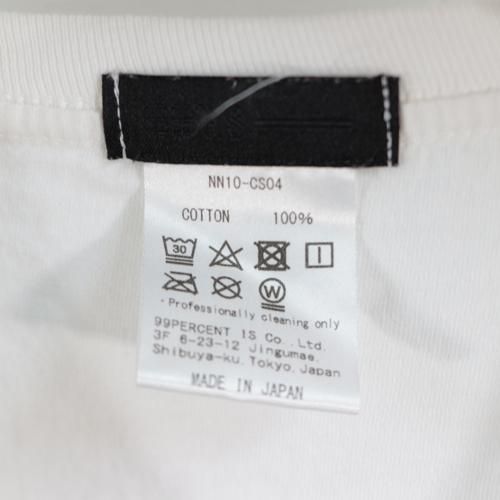 NN10-CS04
COTTON 100%
30
W
・Professionally cleaning only
99PERCENT IS Co., Ltd.
3F 6-23-12 Jingumae,
Shibuya-ku, Tokyo, Japan
MADE IN JAPAN